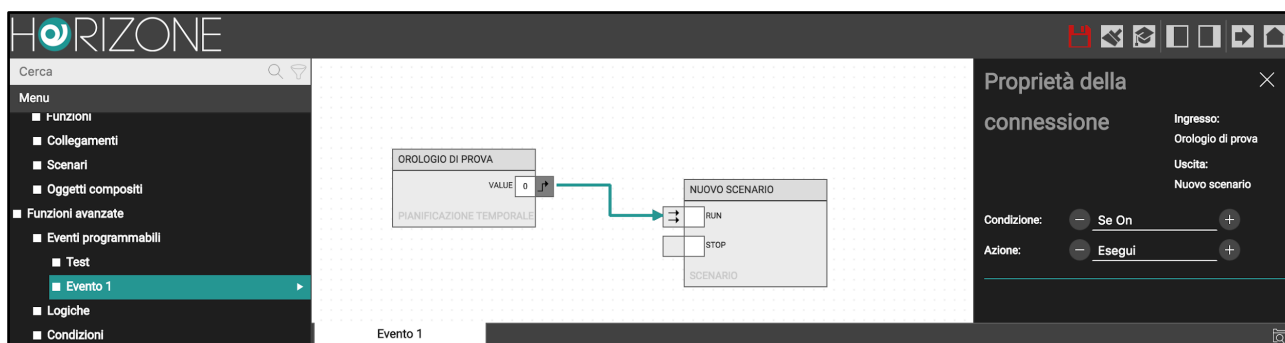 HORIZONE
Cerca
Menu
Funzioni
Collegamenti
Scenari
Oggetti compositi
Funzioni avanzate
Eventi programmabili
Test
Evento 1
Logiche
Condizioni
OROLOGIO DI PROVA
VALUE 0
PIANIFICAZIONE TEMPORALE
NUOVO SCENARIO
RUN
STOP
SCENARIO
Evento 1
Proprietà della
connessione
Ingresso:
Orologio di prova
Uscita:
Nuovo scenario
Condizione: Se On
Azione: Esegui